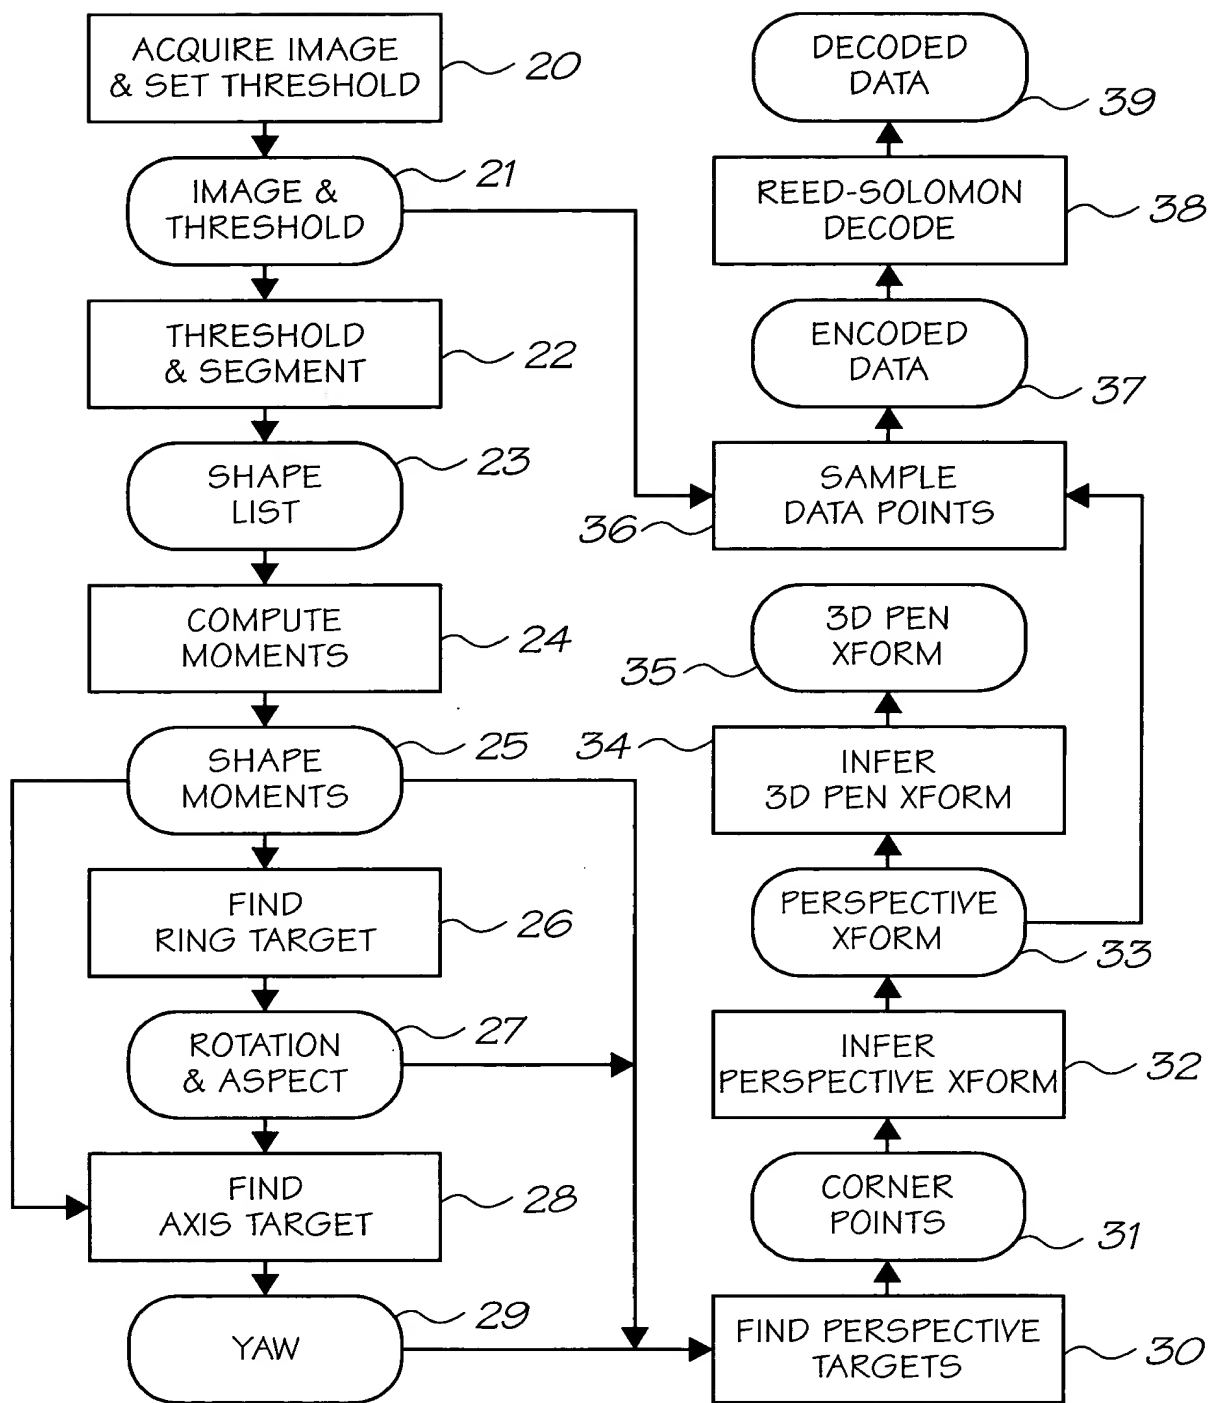 ACQUIRE IMAGE
& SET THRESHOLD
20
IMAGE &
THRESHOLD
21
THRESHOLD
& SEGMENT
22
SHAPE
LIST
23
COMPUTE
MOMENTS
24
SHAPE
MOMENTS
25
FIND
RING TARGET
26
ROTATION
& ASPECT
27
FIND
AXIS TARGET
28
YAW
29
DECODED
DATA
39
REED-SOLOMON
DECODE
38
ENCODED
DATA
37
SAMPLE
DATA POINTS
36
3D PEN
XFORM
35
INFER
3D PEN XFORM
34
PERSPECTIVE
XFORM
33
INFER
PERSPECTIVE XFORM
32
CORNER
POINTS
31
FIND PERSPECTIVE
TARGETS
30